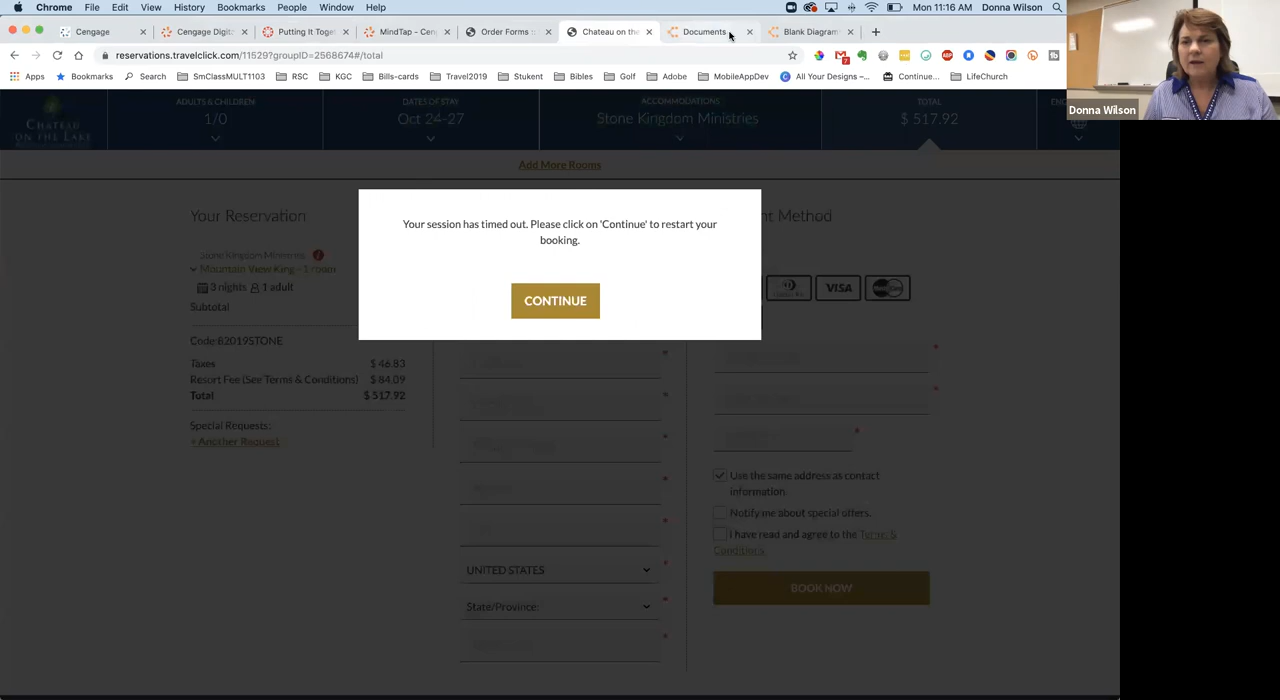 Chrome File Edit View History Bookmarks People Window Help Mon 11:16 AM Donna Wilson
Cengage Cengage Digit Putting It Toget MindTap - Cen Order Forms : Chateau on the Documents Blank Diagram
reservations.travelclick.com/11529?groupID=2568674#/total
Apps Bookmarks Search SmClassMULT1103 RSC KGC Bills-cards Travel2019 Stukent Bibles Golf Adobe MobileAppDev All Your Designs –... Continue... LifeChurch
Donna Wilson
CHATEAU
ON THE LAKE
ADULTS & CHILDREN
1/0
DATES OF STAY
Oct 24-27
ACCOMMODATIONS
Stone Kingdom Ministries
TOTAL
$ 517.92
Add More Rooms
Your Reservation
nt Method
Your session has timed out. Please click on 'Continue' to restart your
booking.
CONTINUE
Kingdom Ministries
Mountain View King - 1 room
3 nights 1 adult
Subtotal
VISA
Code:82019STONE
Taxes $ 46.83
Resort Fee (See Terms & Conditions) $ 84.09
Total $ 517.92
Special Requests:
+ Another Request
Use the same address as contact
information
Notify me about special offers.
I have read and agree to the Terms &
Conditions.
UNITED STATES
State/Province:
BOOK NOW